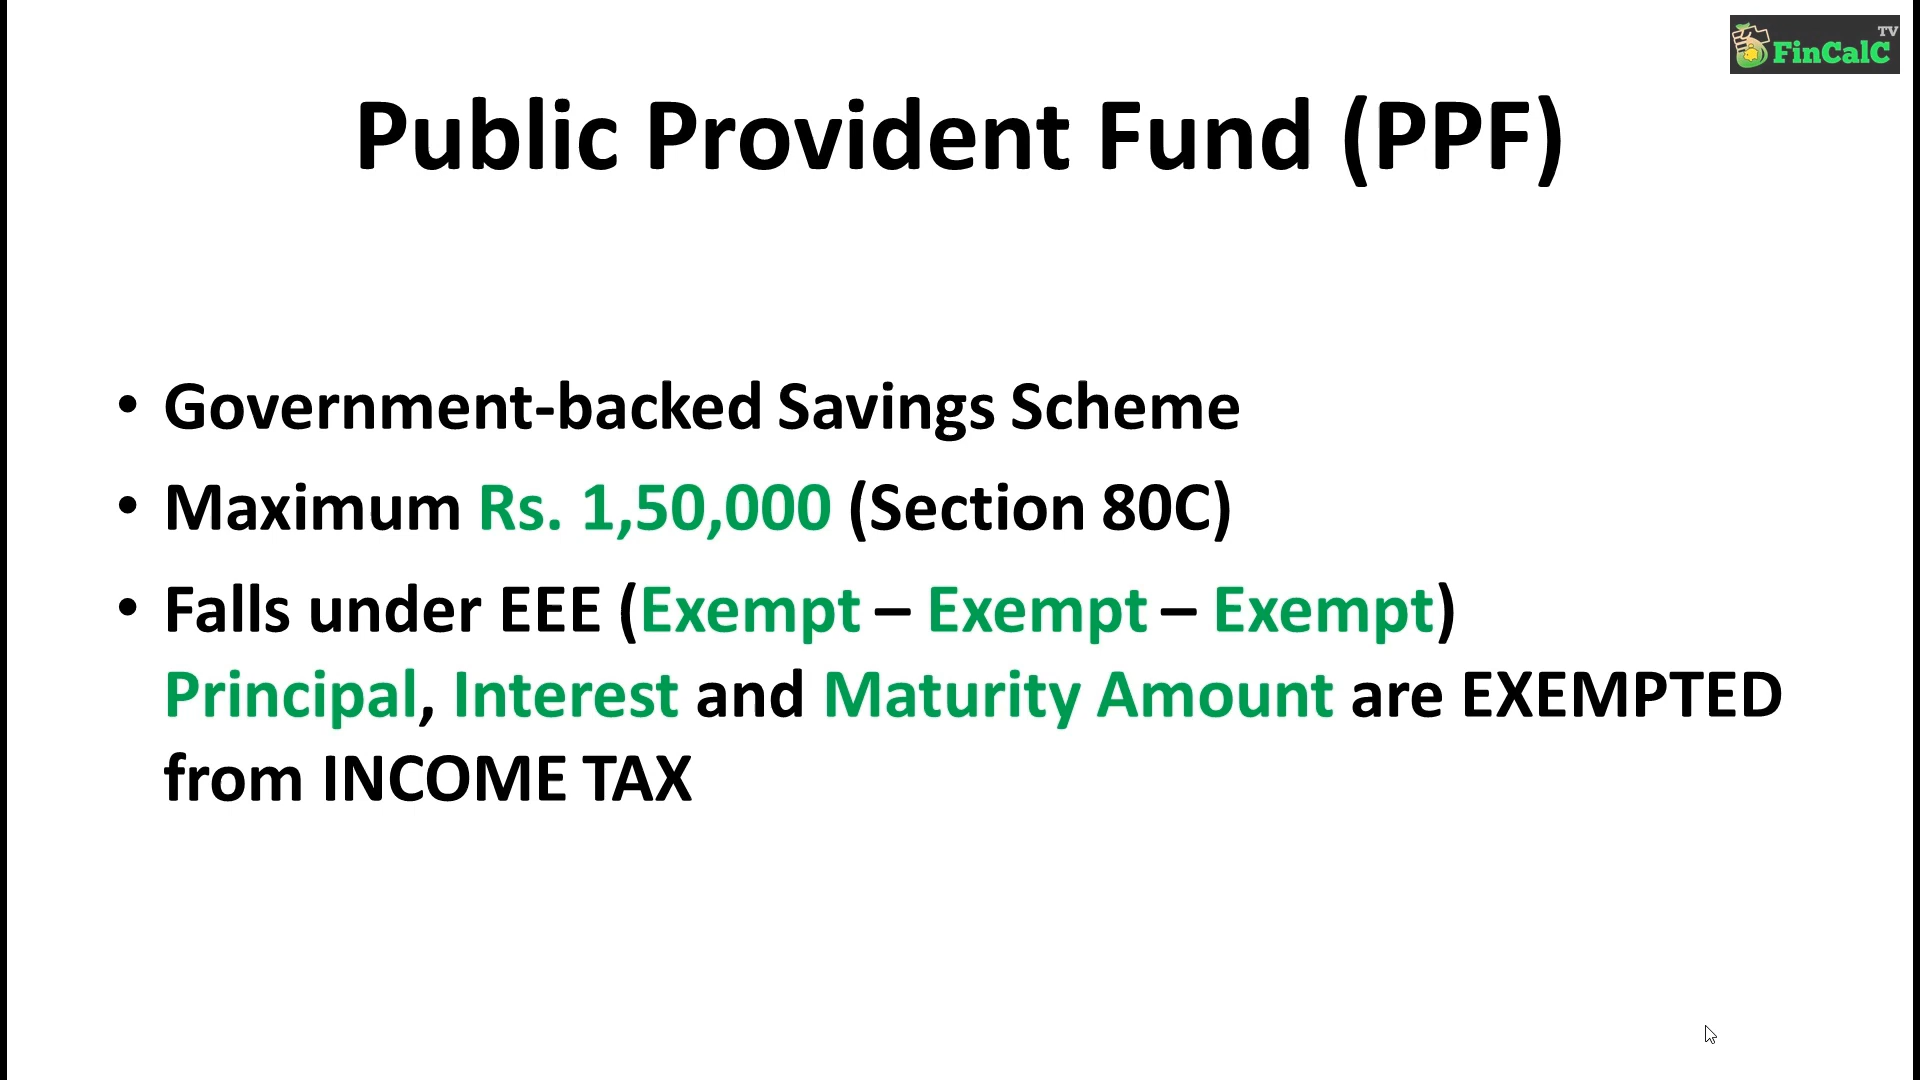 TV
FinCalC
Public Provident Fund (PPF)
• Government-backed Savings Scheme
• Maximum Rs. 1,50,000 (Section 80C)
• Falls under EEE (Exempt – Exempt – Exempt)
Principal, Interest and Maturity Amount are EXEMPTED
from INCOME TAX